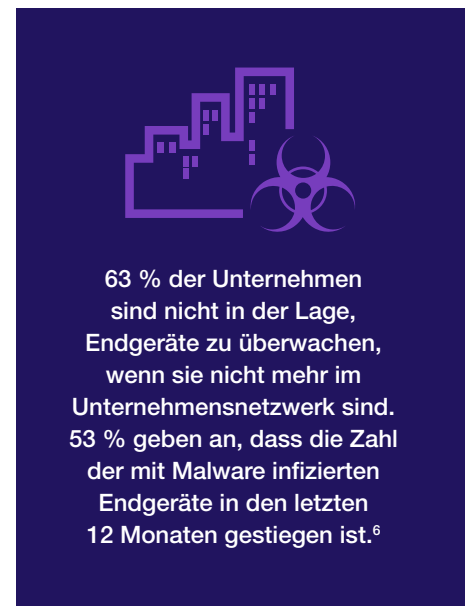 63 % der Unternehmen
sind nicht in der Lage,
Endgeräte zu überwachen,
wenn sie nicht mehr im
Unternehmensnetzwerk sind.
53 % geben an, dass die Zahl
der mit Malware infizierten
Endgeräte in den letzten
12 Monaten gestiegen ist.⁶